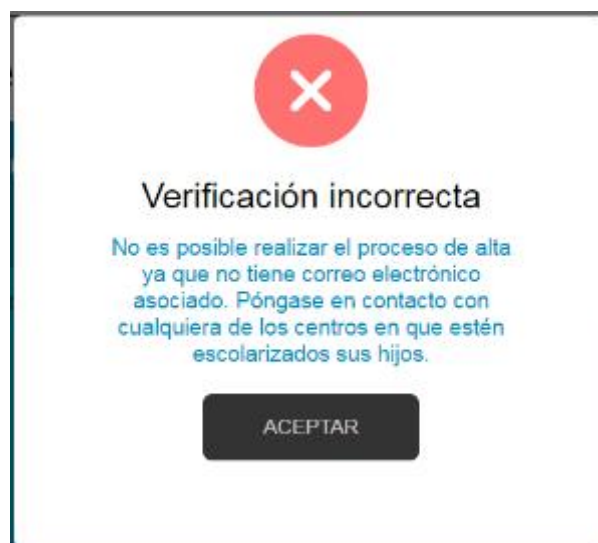 Verificación incorrecta
No es posible realizar el proceso de alta
ya que no tiene correo electrónico
asociado. Póngase en contacto con
cualquiera de los centros en que estén
escolarizados sus hijos.
ACEPTAR